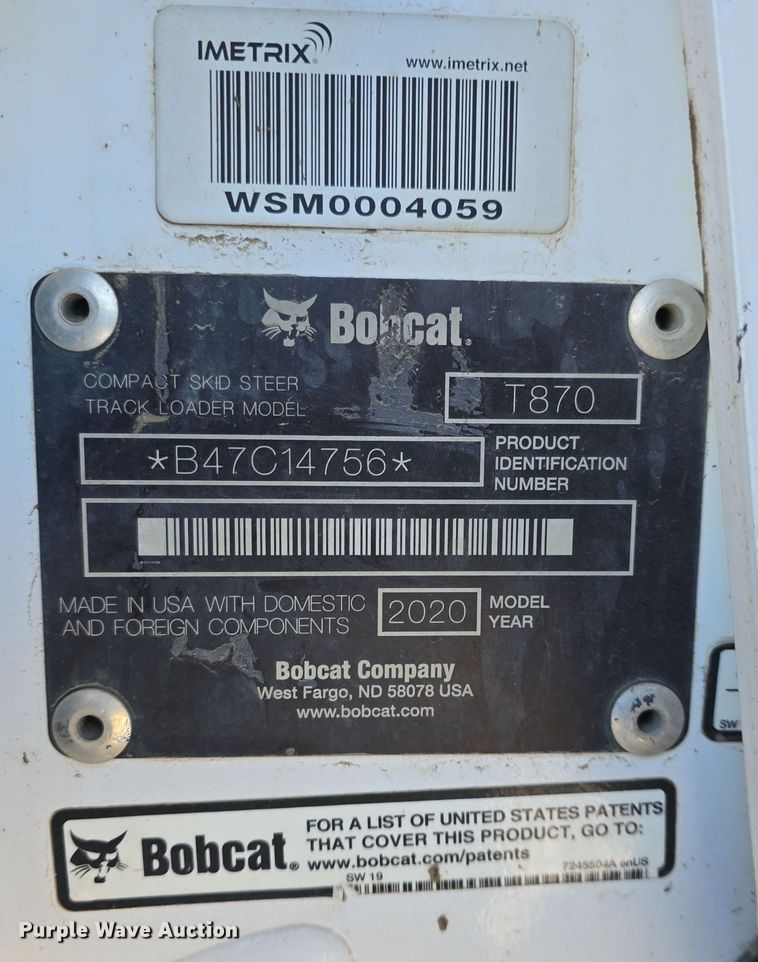 IMETRIX®
www.imetrix.net
WSM0004059
Bobcat®
COMPACT SKID STEER
TRACK LOADER MODEL
T870
*B47C14756*
PRODUCT
IDENTIFICATION
NUMBER
MADE IN USA WITH DOMESTIC
AND FOREIGN COMPONENTS
2020
MODEL
YEAR
Bobcat Company
West Fargo, ND 58078 USA
www.bobcat.com
SW
Bobcat®
FOR A LIST OF UNITED STATES PATENTS
THAT COVER THIS PRODUCT, GO TO:
www.bobcat.com/patents
SW 19
7245504A enUS
Purple Wave Auction